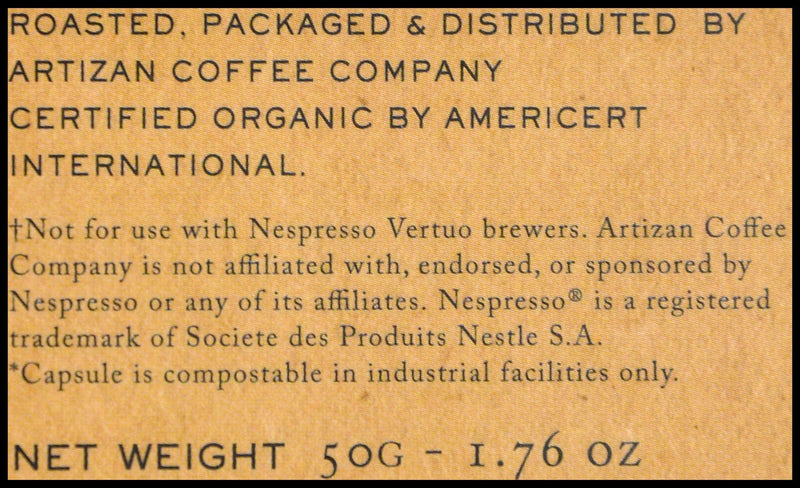 ROASTED, PACKAGED & DISTRIBUTED BY
ARTIZAN COFFEE COMPANY
CERTIFIED ORGANIC BY AMERICERT
INTERNATIONAL.
†Not for use with Nespresso Vertuo brewers. Artizan Coffee
Company is not affiliated with, endorsed, or sponsored by
Nespresso or any of its affiliates. Nespresso® is a registered
trademark of Societe des Produits Nestle S.A.
*Capsule is compostable in industrial facilities only.
NET WEIGHT 50G - 1.76 OZ